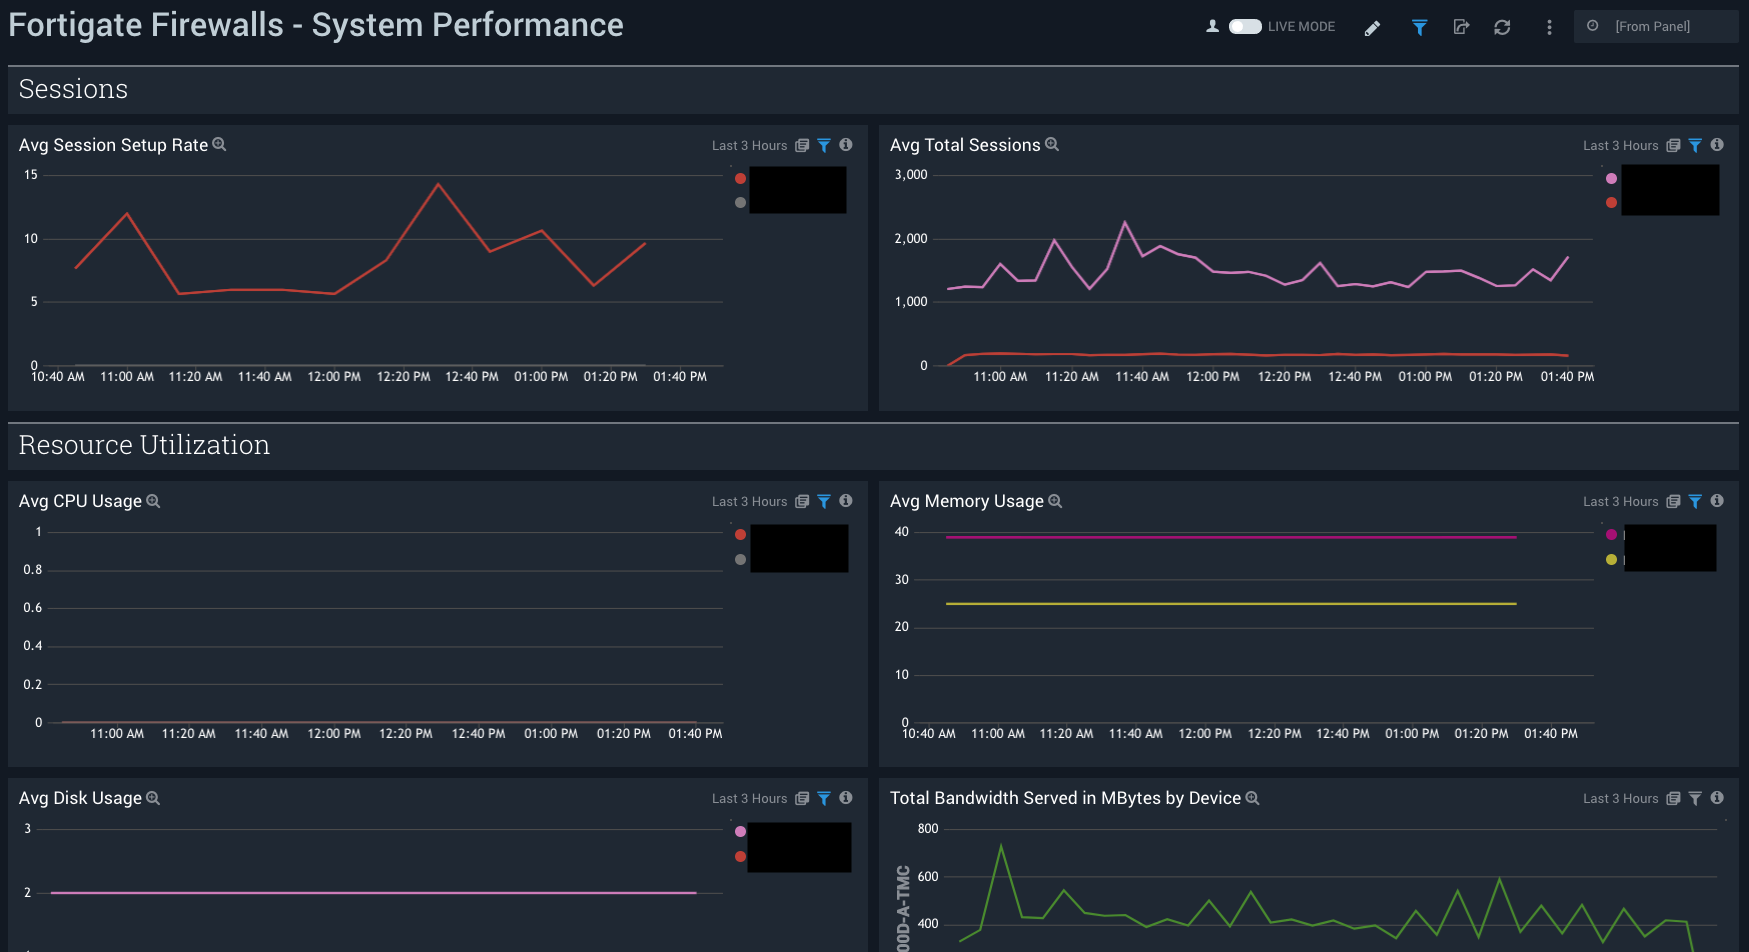 Fortigate Firewalls - System Performance
LIVE MODE
[From Panel]
Sessions
Avg Session Setup Rate
Last 3 Hours
15
10
5
0
10:40 AM 11:00 AM 11:20 AM 11:40 AM 12:00 PM 12:20 PM 12:40 PM 01:00 PM 01:20 PM 01:40 PM
Avg Total Sessions
Last 3 Hours
3,000
2,000
1,000
0
11:00 AM 11:20 AM 11:40 AM 12:00 PM 12:20 PM 12:40 PM 01:00 PM 01:20 PM 01:40 PM
Resource Utilization
Avg CPU Usage
Last 3 Hours
1
0.8
0.6
0.4
0.2
0
11:00 AM 11:20 AM 11:40 AM 12:00 PM 12:20 PM 12:40 PM 01:00 PM 01:20 PM 01:40 PM
Avg Memory Usage
Last 3 Hours
40
30
20
10
0
10:40 AM 11:00 AM 11:20 AM 11:40 AM 12:00 PM 12:20 PM 12:40 PM 01:00 PM 01:20 PM 01:40 PM
Avg Disk Usage
Last 3 Hours
3
2
Total Bandwidth Served in MBytes by Device
Last 3 Hours
800
600
400
00D-A-TMC